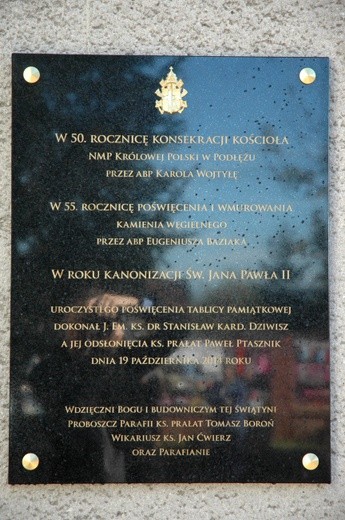 W 50. ROCZNICĘ KONSEKRACJI KOŚCIOŁA
NMP KRÓLOWEJ POLSKI W PODŁĘŻU
PRZEZ ABP KAROLA WOJTYŁĘ
W 55. ROCZNICĘ POŚWIĘCENIA I WMUROWANIA
KAMIENIA WĘGIELNEGO
PRZEZ ABP EUGENIUSZA BAZIAKA
W ROKU KANONIZACJI ŚW. JANA PAWŁA II
UROCZYSTEGO POŚWIĘCENIA TABLICY PAMIĄTKOWEJ
DOKONAŁ J. EM. KS. DR STANISŁAW KARD. DZIWISZ
A JEJ ODSŁONIĘCIA KS. PRAŁAT PAWEŁ PTASZNIK
DNIA 19 PAŹDZIERNIKA 2014 ROKU
WDZIĘCZNI BOGU I BUDOWNICZYM TEJ ŚWIĄTYNI
PROBOSZCZ PARAFII KS. PRAŁAT TOMASZ BOROŃ
WIKARIUSZ KS. JAN ĆWIERZ
ORAZ PARAFIANIE